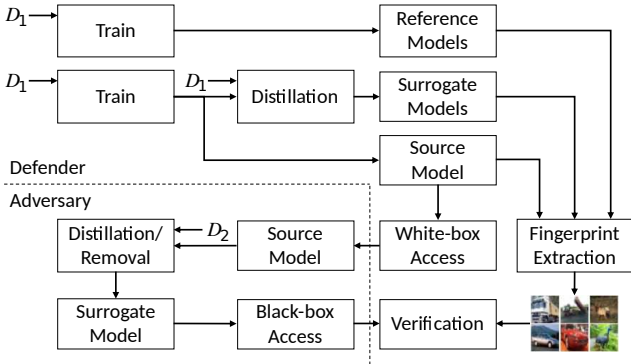 D1
Train
Reference
Models
D1
Train
D1
Distillation
Surrogate
Models
Source
Model
Defender
Adversary
Distillation/
Removal
D2
Source
Model
White-box
Access
Fingerprint
Extraction
Surrogate
Model
Black-box
Access
Verification